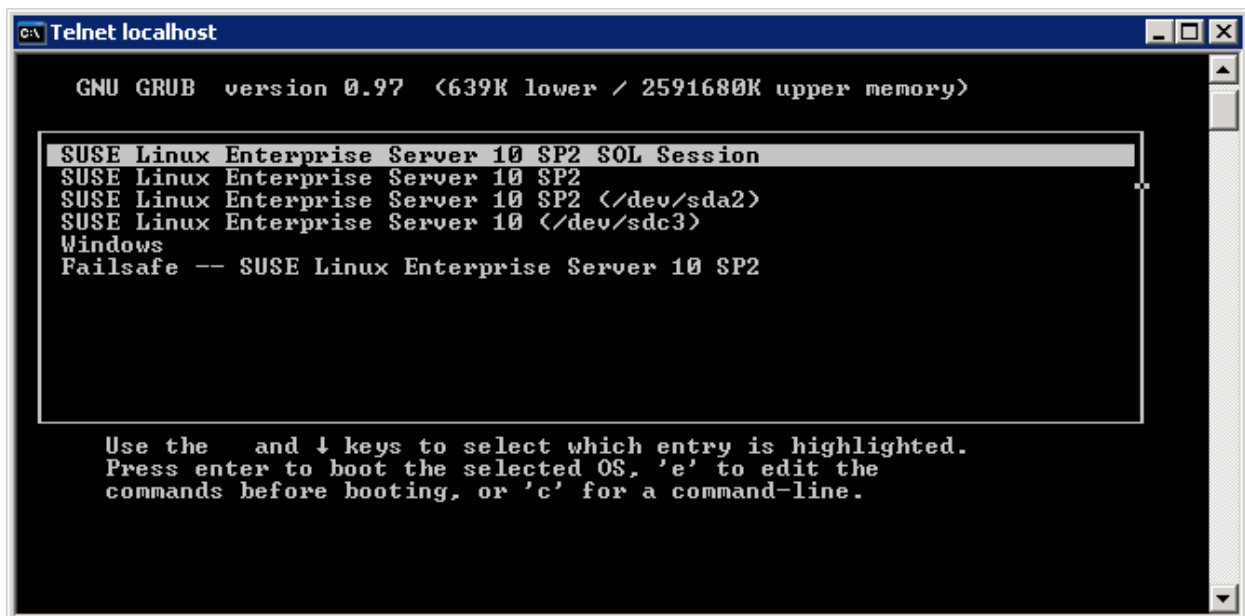 Telnet localhost
GNU GRUB version 0.97 (639K lower / 2591680K upper memory)
SUSE Linux Enterprise Server 10 SP2 SOL Session
SUSE Linux Enterprise Server 10 SP2
SUSE Linux Enterprise Server 10 SP2 (/dev/sda2)
SUSE Linux Enterprise Server 10 (/dev/sdc3)
Windows
Failsafe -- SUSE Linux Enterprise Server 10 SP2
Use the   and ↓ keys to select which entry is highlighted.
Press enter to boot the selected OS, 'e' to edit the
commands before booting, or 'c' for a command-line.